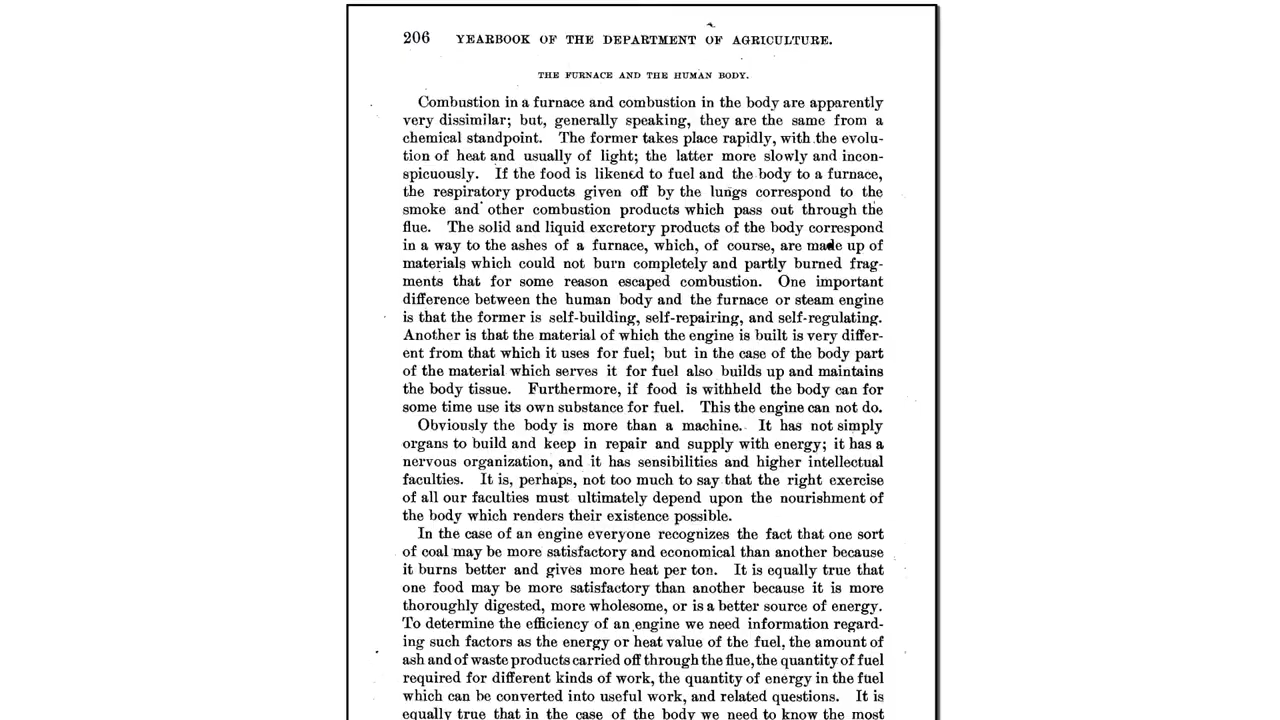 206 YEARBOOK OF THE DEPARTMENT OF AGRICULTURE.
THE FURNACE AND THE HUMAN BODY.
Combustion in a furnace and combustion in the body are apparently
very dissimilar; but, generally speaking, they are the same from a
chemical standpoint. The former takes place rapidly, with the evolu-
tion of heat and usually of light; the latter more slowly and incon-
spicuously. If the food is likened to fuel and the body to a furnace,
the respiratory products given off by the lungs correspond to the
smoke and other combustion products which pass out through the
flue. The solid and liquid excretory products of the body correspond
in a way to the ashes of a furnace, which, of course, are made up of
materials which could not burn completely and partly burned frag-
ments that for some reason escaped combustion. One important
difference between the human body and the furnace or steam engine
is that the former is self-building, self-repairing, and self-regulating.
Another is that the material of which the engine is built is very differ-
ent from that which it uses for fuel; but in the case of the body part
of the material which serves it for fuel also builds up and maintains
the body tissue. Furthermore, if food is withheld the body can for
some time use its own substance for fuel. This the engine can not do.
Obviously the body is more than a machine. It has not simply
organs to build and keep in repair and supply with energy; it has a
nervous organization, and it has sensibilities and higher intellectual
faculties. It is, perhaps, not too much to say that the right exercise
of all our faculties must ultimately depend upon the nourishment of
the body which renders their existence possible.
In the case of an engine everyone recognizes the fact that one sort
of coal may be more satisfactory and economical than another because
it burns better and gives more heat per ton. It is equally true that
one food may be more satisfactory than another because it is more
thoroughly digested, more wholesome, or is a better source of energy.
To determine the efficiency of an engine we need information regard-
ing such factors as the energy or heat value of the fuel, the amount of
ash and of waste products carried off through the flue, the quantity of fuel
required for different kinds of work, the quantity of energy in the fuel
which can be converted into useful work, and related questions. It is
equally true that in the case of the body we need to know the most